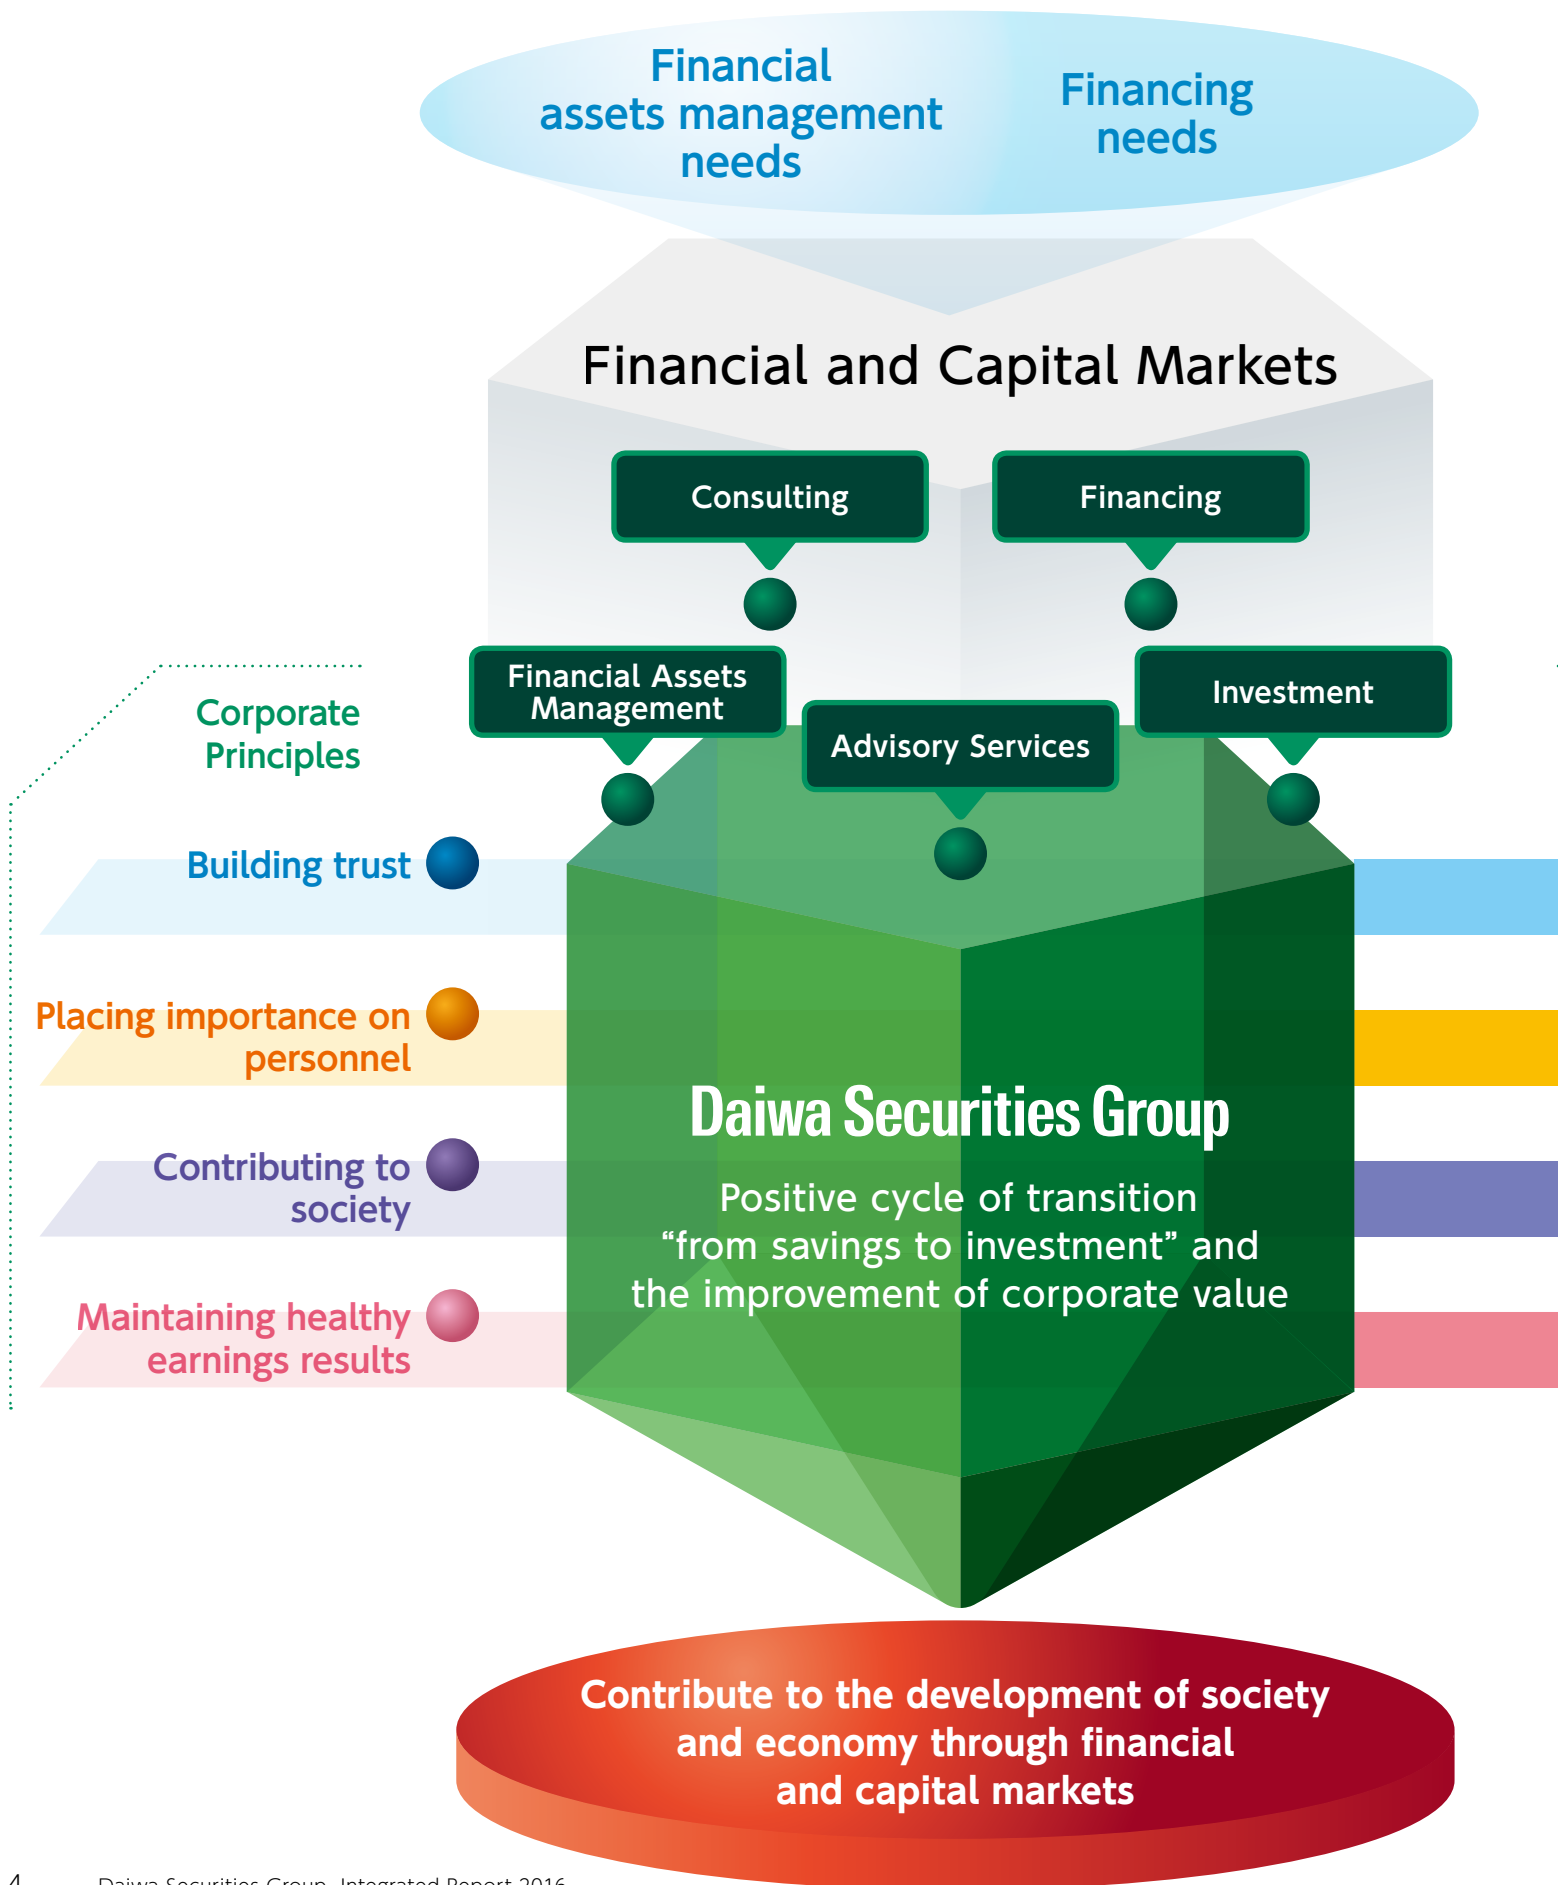 Financial
assets management
needs
Financing
needs
Financial and Capital Markets
Consulting
Financing
Financial Assets
Management
Advisory Services
Investment
Corporate
Principles
Building trust
Placing importance on
personnel
Contributing to
society
Maintaining healthy
earnings results
Daiwa Securities Group
Positive cycle of transition
“from savings to investment” and
the improvement of corporate value
Contribute to the development of society
and economy through financial
and capital markets
4 Daiwa Securities Group Integrated Report 2016